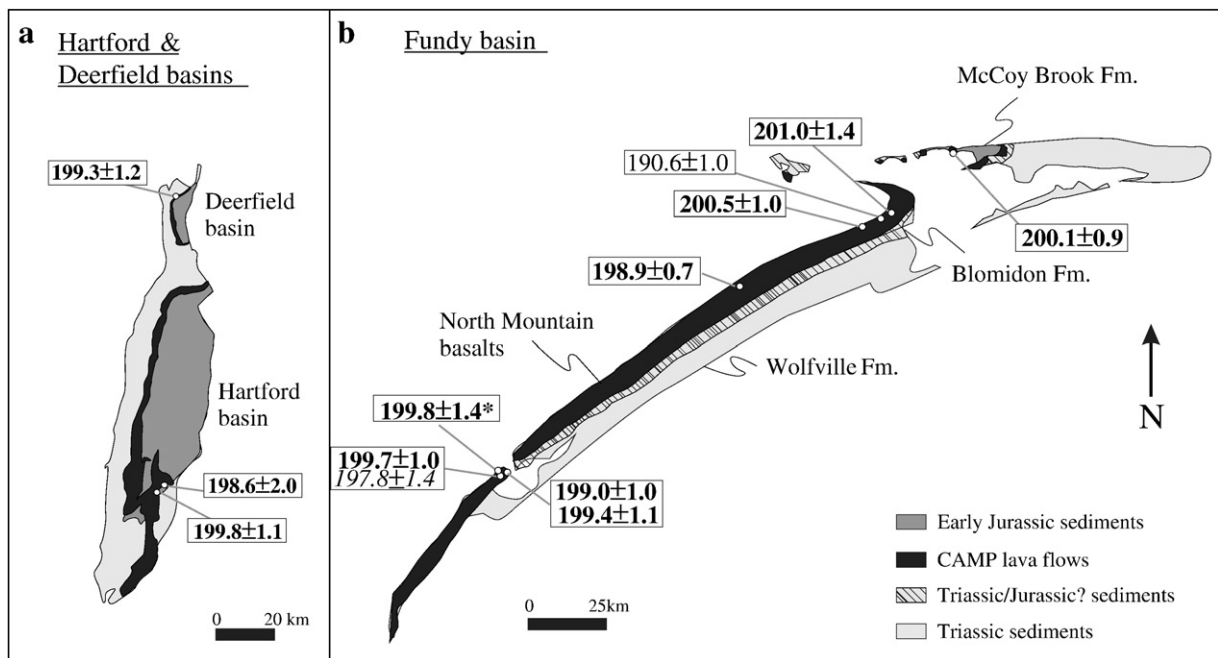 a
Hartford &
Deerfield basins
199.3±1.2
Deerfield
basin
Hartford
basin
198.6±2.0
199.8±1.1
0 20 km
b
Fundy basin
McCoy Brook Fm.
201.0±1.4
190.6±1.0
200.5±1.0
200.1±0.9
198.9±0.7
Blomidon Fm.
North Mountain
basalts
Wolfville Fm.
N
199.8±1.4*
199.7±1.0
197.8±1.4
199.0±1.0
199.4±1.1
0 25km
Early Jurassic sediments
CAMP lava flows
Triassic/Jurassic? sediments
Triassic sediments